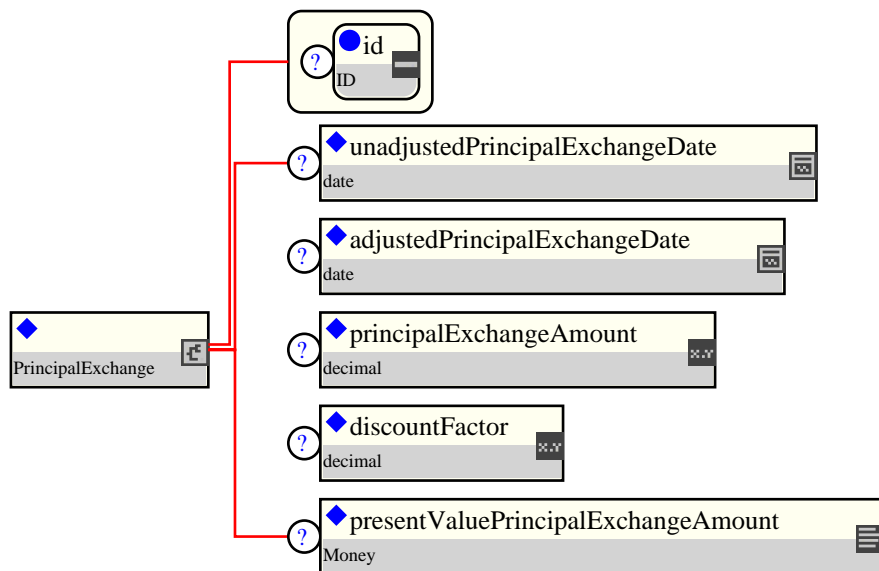 ? id
ID
? unadjustedPrincipalExchangeDate
date
? adjustedPrincipalExchangeDate
date
PrincipalExchange
? principalExchangeAmount
X.Y
decimal
? discountFactor
X.Y
decimal
? presentValuePrincipalExchangeAmount
Money